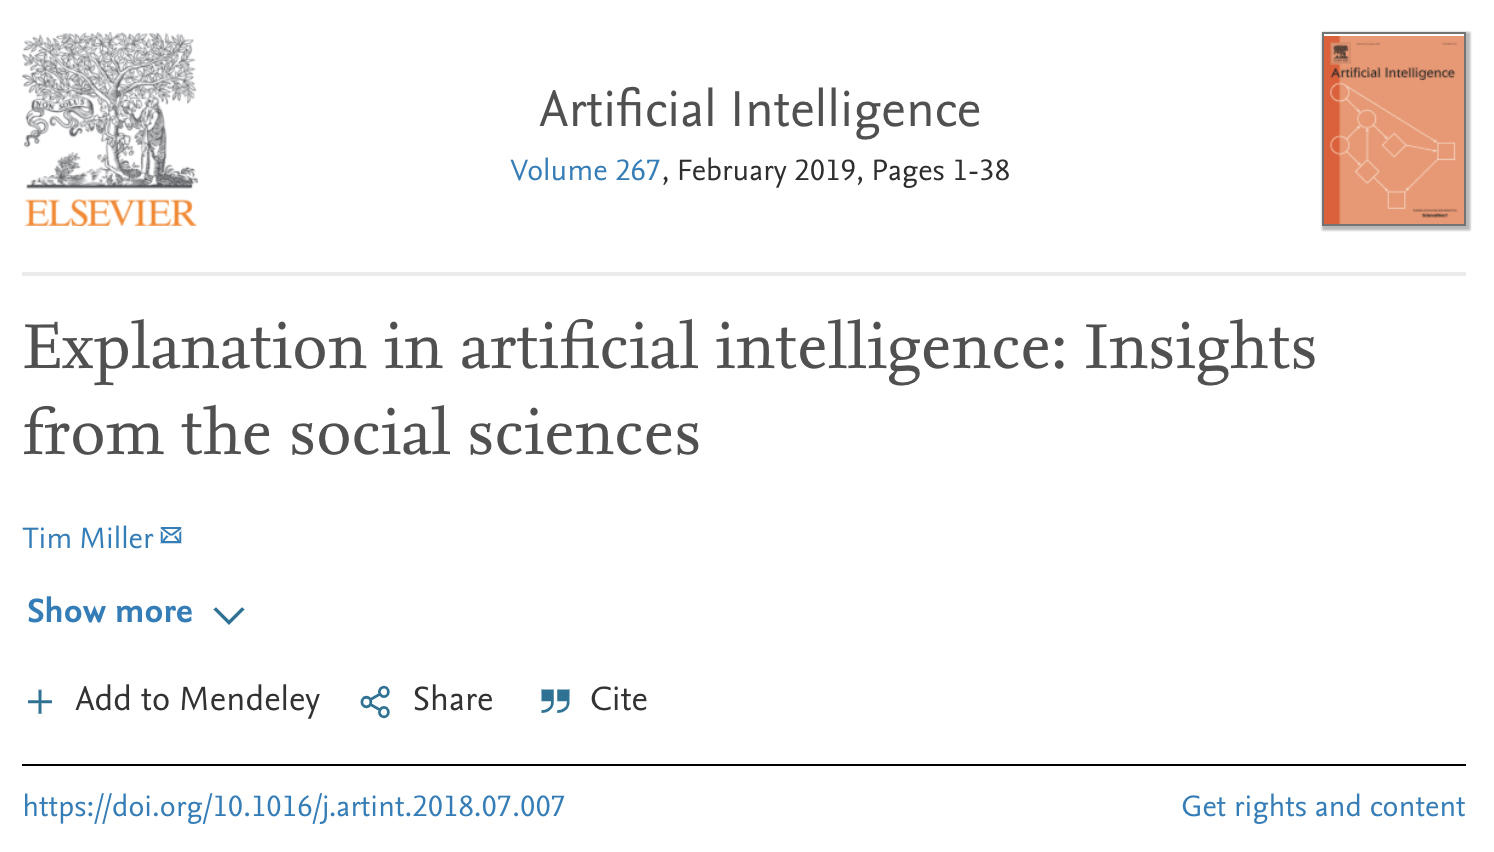 NON SOLUS
ELSEVIER
Artificial Intelligence
Volume 267, February 2019, Pages 1-38
Artificial Intelligence
Explanation in artificial intelligence: Insights
from the social sciences
Tim Miller
Show more
Add to Mendeley Share Cite
https://doi.org/10.1016/j.artint.2018.07.007 Get rights and content